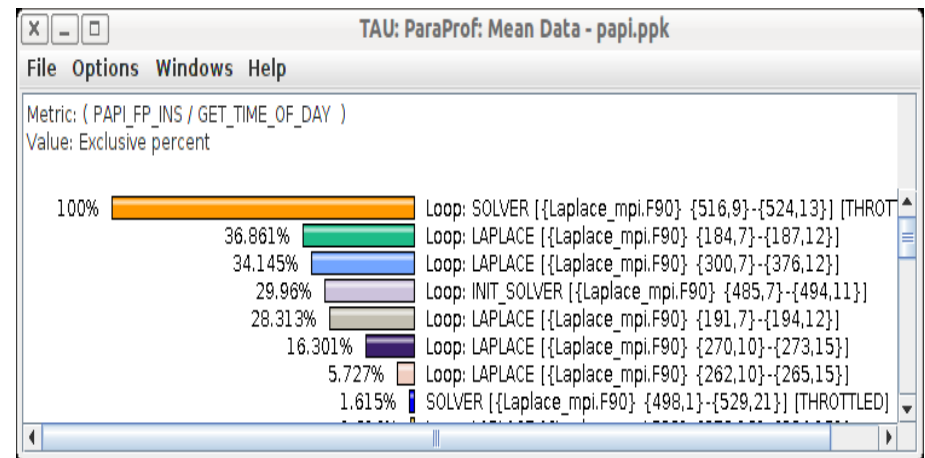 TAU: ParaProf: Mean Data - papi.ppk
File Options Windows Help
Metric: ( PAPI_FP_INS / GET_TIME_OF_DAY )
Value: Exclusive percent
100% Loop: SOLVER [{Laplace_mpi.F90} {516,9}-{524,13}] [THROT
36.861% Loop: LAPLACE [{Laplace_mpi.F90} {184,7}-{187,12}]
34.145% Loop: LAPLACE [{Laplace_mpi.F90} {300,7}-{376,12}]
29.96% Loop: INIT_SOLVER [{Laplace_mpi.F90} {485,7}-{494,11}]
28.313% Loop: LAPLACE [{Laplace_mpi.F90} {191,7}-{194,12}]
16.301% Loop: LAPLACE [{Laplace_mpi.F90} {270,10}-{273,15}]
5.727% Loop: LAPLACE [{Laplace_mpi.F90} {262,10}-{265,15}]
1.615% SOLVER [{Laplace_mpi.F90} {498,1}-{529,21}] [THROTTLED]